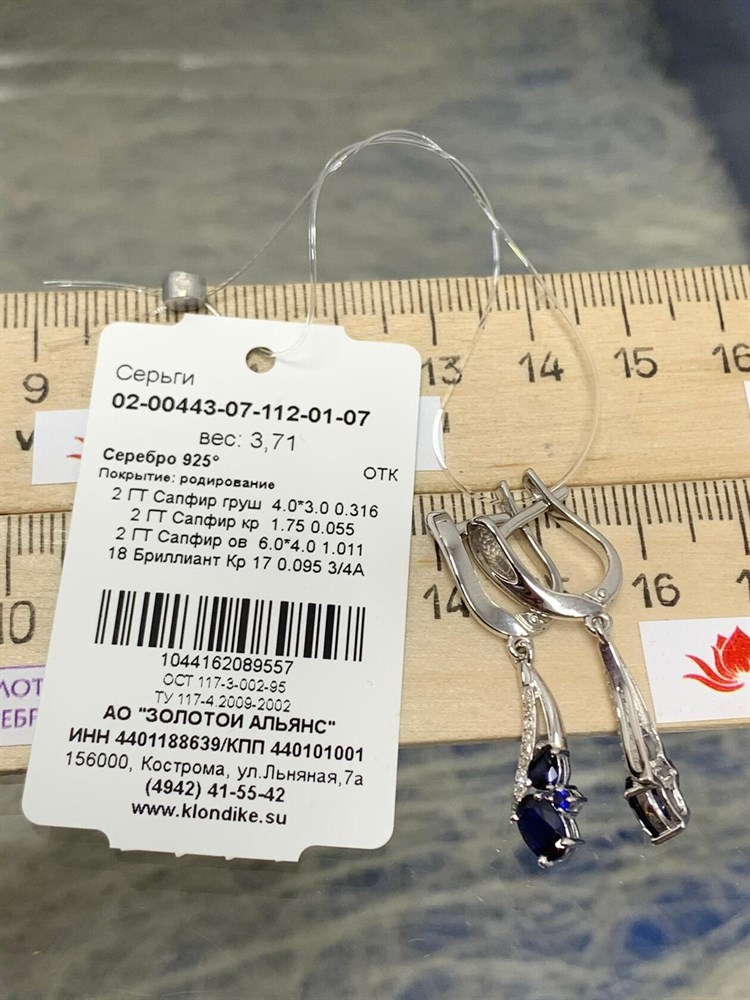 Серьги
02-00443-07-112-01-07
вес: 3,71
Серебро 925°
ОТК
Покрытие: родирование
2 ГТ Сапфир груш 4.0*3.0 0.316
2 ГТ Сапфир кр 1.75 0.055
2 ГТ Сапфир ов 6.0*4.0 1.011
18 Бриллиант Кр 17 0.095 3/4А
1044162089557
ОСТ 117-3-002-95
ТУ 117-4.2009-2002
АО "ЗОЛОТОЙ АЛЬЯНС"
ИНН 4401188639/КПП 440101001
156000, Кострома, ул.Льняная,7а
(4942) 41-55-42
www.klondike.su
9 13 14 15 16
10 14 16